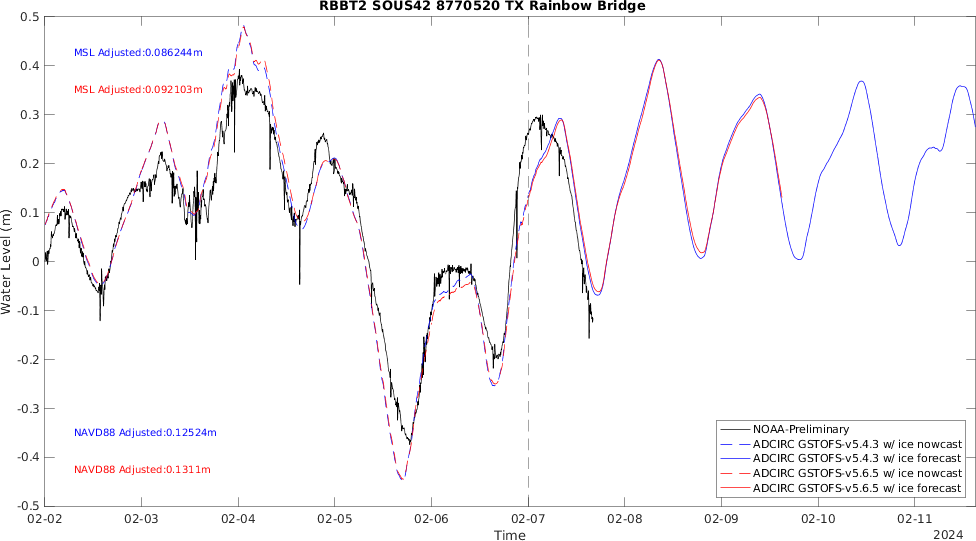 RBBT2 SOUS42 8770520 TX Rainbow Bridge
0.5
0.4
0.3
0.2
0.1
0
-0.1
-0.2
-0.3
-0.4
-0.5
Water Level (m)
MSL Adjusted:0.086244m
MSL Adjusted:0.092103m
NAVD88 Adjusted:0.12524m
NAVD88 Adjusted:0.1311m
NOAA-Preliminary
ADCIRC GSTOFS-v5.4.3 w/ ice nowcast
ADCIRC GSTOFS-v5.4.3 w/ ice forecast
ADCIRC GSTOFS-v5.6.5 w/ ice nowcast
ADCIRC GSTOFS-v5.6.5 w/ ice forecast
02-02 02-03 02-04 02-05 02-06 02-07 02-08 02-09 02-10 02-11
Time
2024